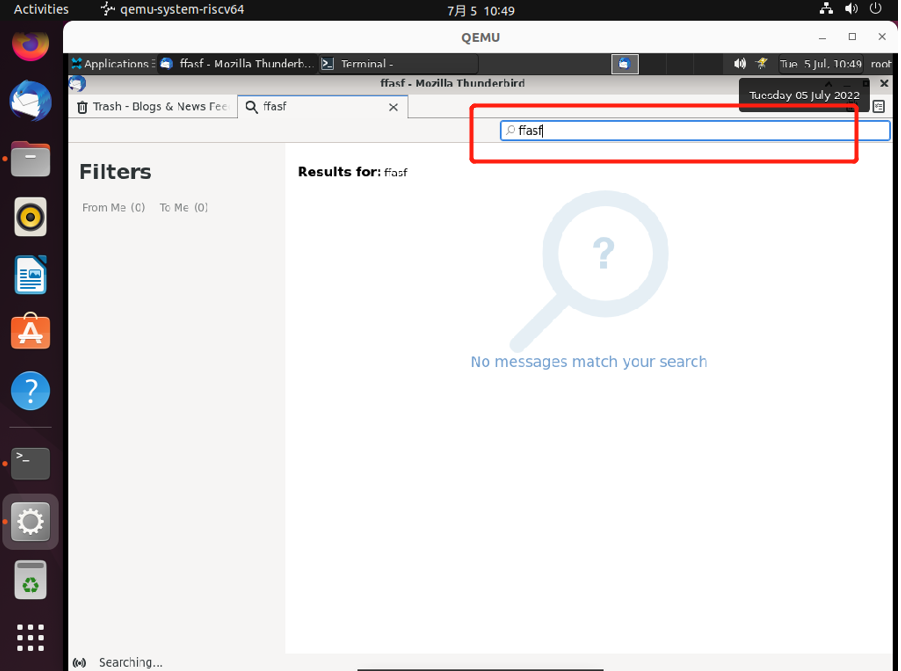 Activities qemu-system-riscv64 7月 5 10:49
QEMU
Applications ffasf - Mozilla Thunderb... Terminal - Tue 5 Jul, 10:49 root
ffasf - Mozilla Thunderbird
Trash - Blogs & News Fee ffasf
Tuesday 05 July 2022
ffasf
Filters
Results for: ffasf
From Me (0) To Me (0)
?
No messages match your search
Searching...